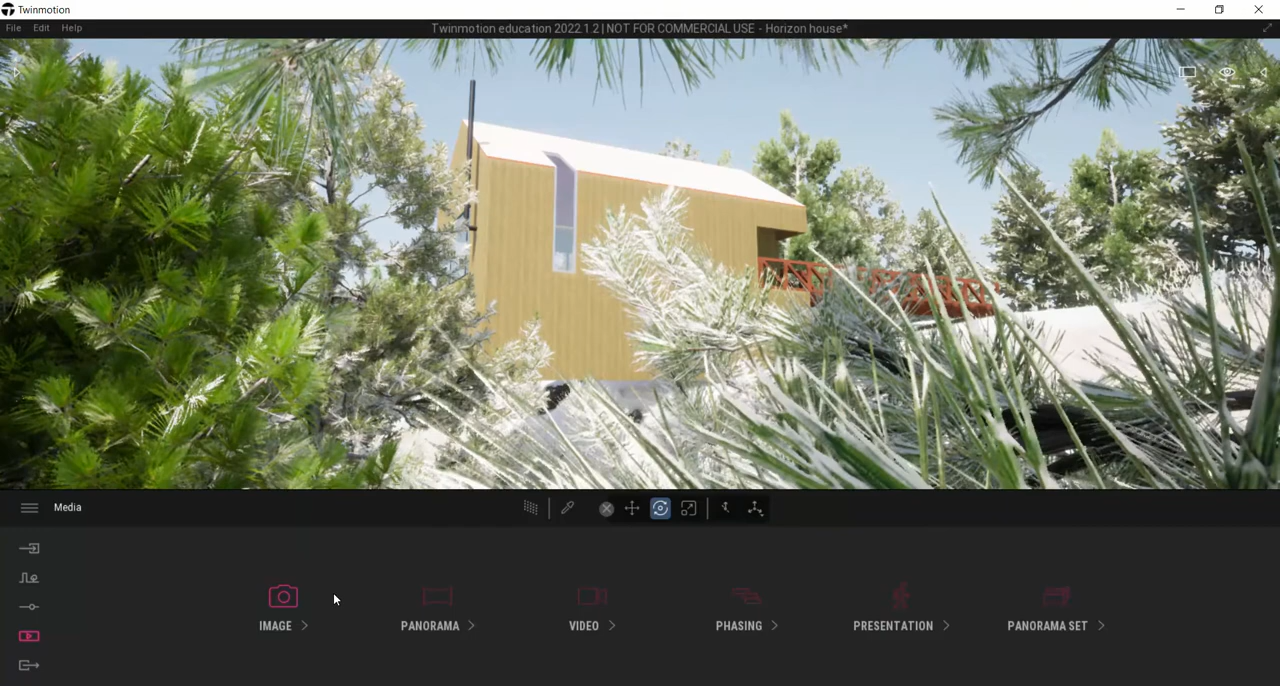 Twinmotion
File Edit Help
Twinmotion education 2022.1.2 | NOT FOR COMMERCIAL USE - Horizon house*
Media
IMAGE
PANORAMA
VIDEO
PHASING
PRESENTATION
PANORAMA SET